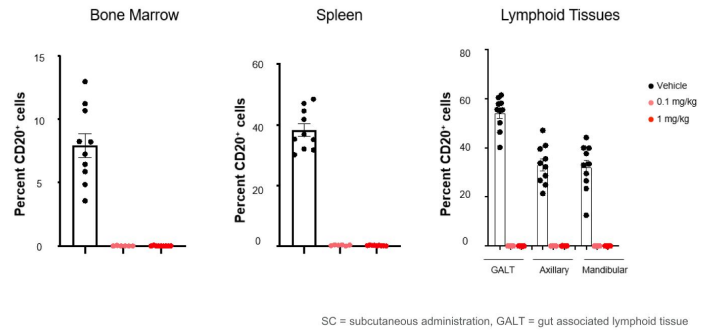 Bone Marrow
Spleen
Lymphoid Tissues
Percent CD20⁺ cells
15
10
5
0
Percent CD20⁺ cells
60
40
20
0
Percent CD20⁺ cells
80
60
40
20
0
GALT Axillary Mandibular
Vehicle
0.1 mg/kg
1 mg/kg
SC = subcutaneous administration, GALT = gut associated lymphoid tissue